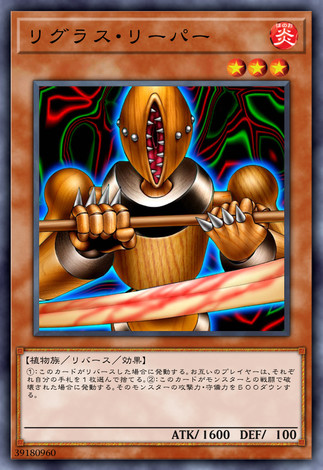 リグラス・リーパー
ほのお
炎
【植物族／リバース／効果】
①：このカードがリバースした場合に発動する。お互いのプレイヤーは、それぞ
れ自分の手札を１枚選んで捨てる。②：このカードがモンスターとの戦闘で破
壊された場合に発動する。そのモンスターの攻撃力・守備力を５００ダウンす
る。
ATK/ 1600 DEF/ 100
39180960